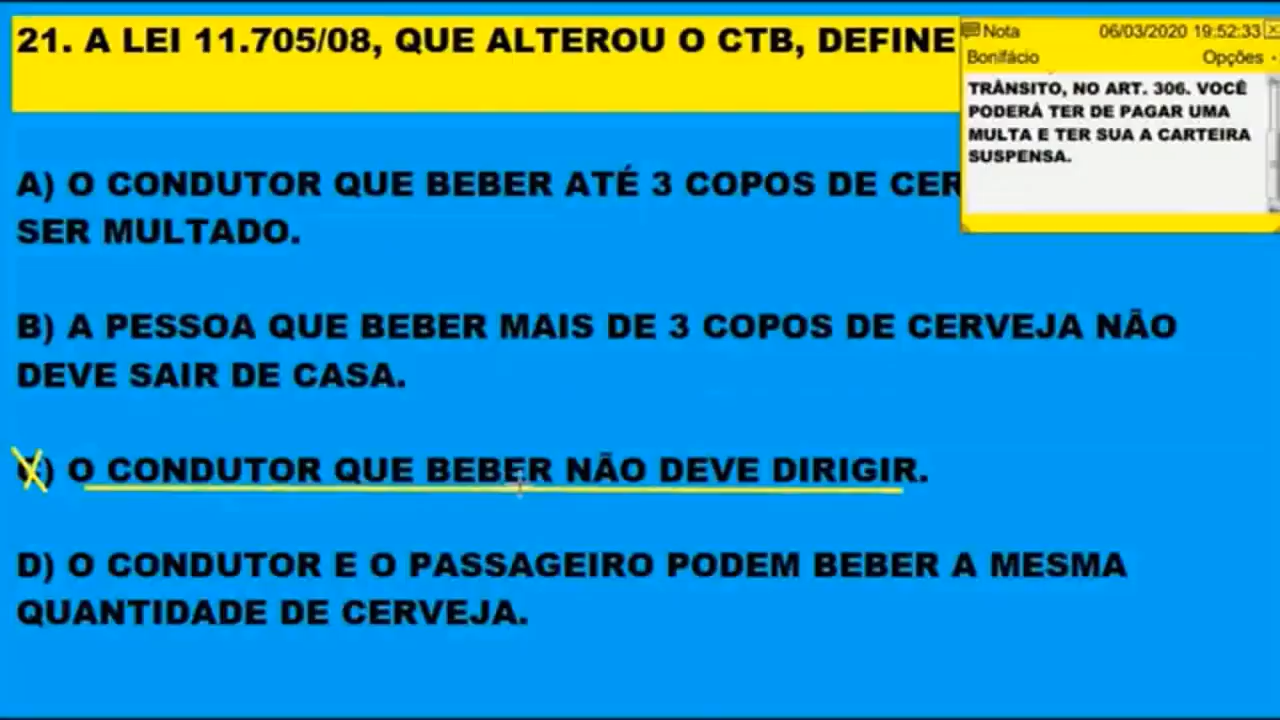 21. A LEI 11.705/08, QUE ALTEROU O CTB, DEFINE
Nota 06/03/2020 19:52:33
Bonifácio Opções
TRÂNSITO, NO ART. 306. VOCÊ
PODERÁ TER DE PAGAR UMA
MULTA E TER SUA A CARTEIRA
SUSPENSA.
A) O CONDUTOR QUE BEBER ATÉ 3 COPOS DE
SER MULTADO.
B) A PESSOA QUE BEBER MAIS DE 3 COPOS DE CERVEJA NÃO
DEVE SAIR DE CASA.
C) O CONDUTOR QUE BEBER NÃO DEVE DIRIGIR.
D) O CONDUTOR E O PASSAGEIRO PODEM BEBER A MESMA
QUANTIDADE DE CERVEJA.